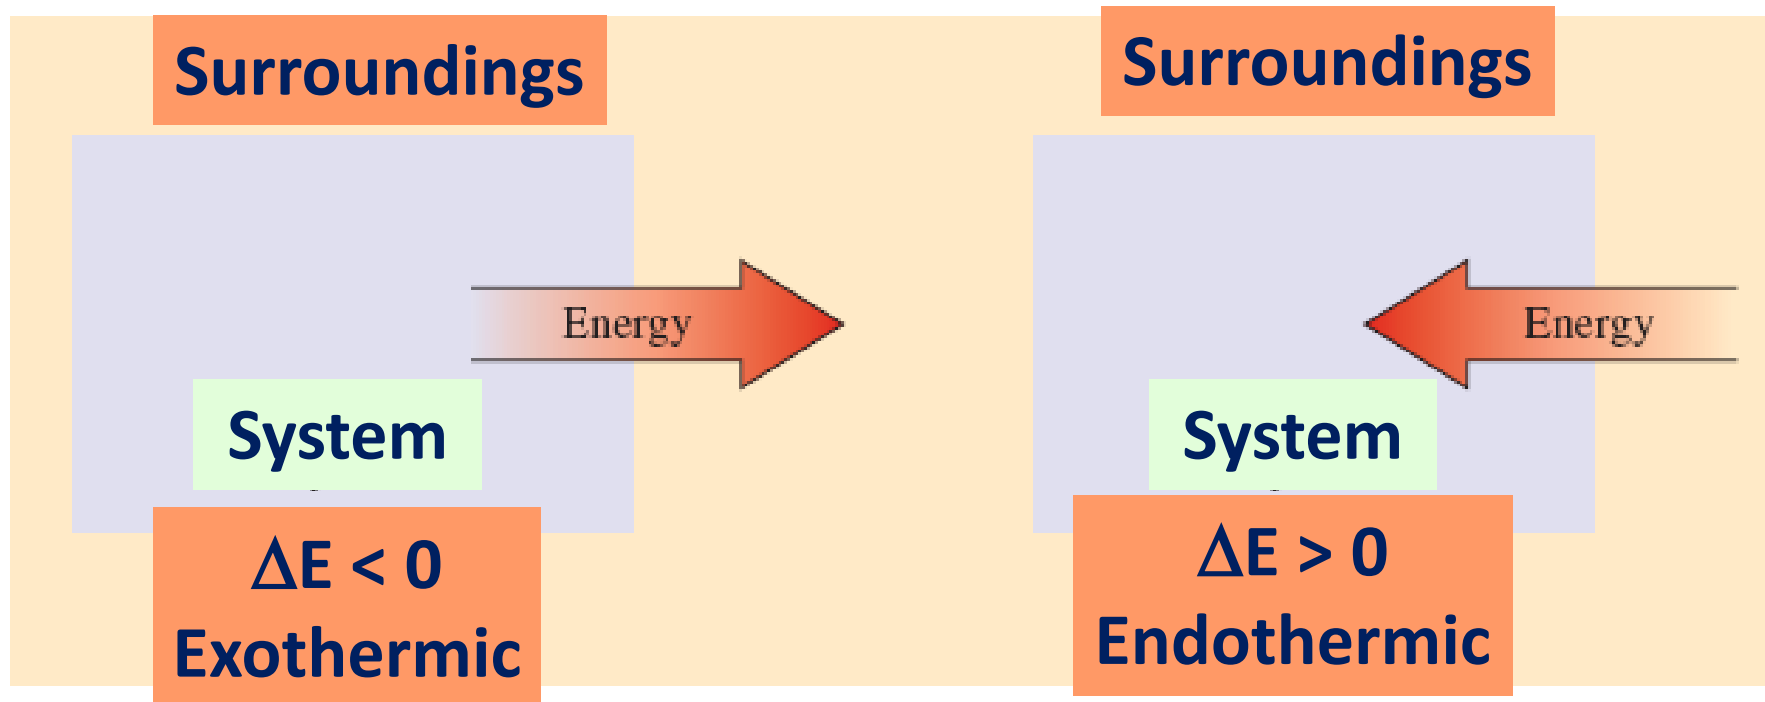 Surroundings
Energy
System
ΔE < 0
Exothermic
Surroundings
Energy
System
ΔE > 0
Endothermic